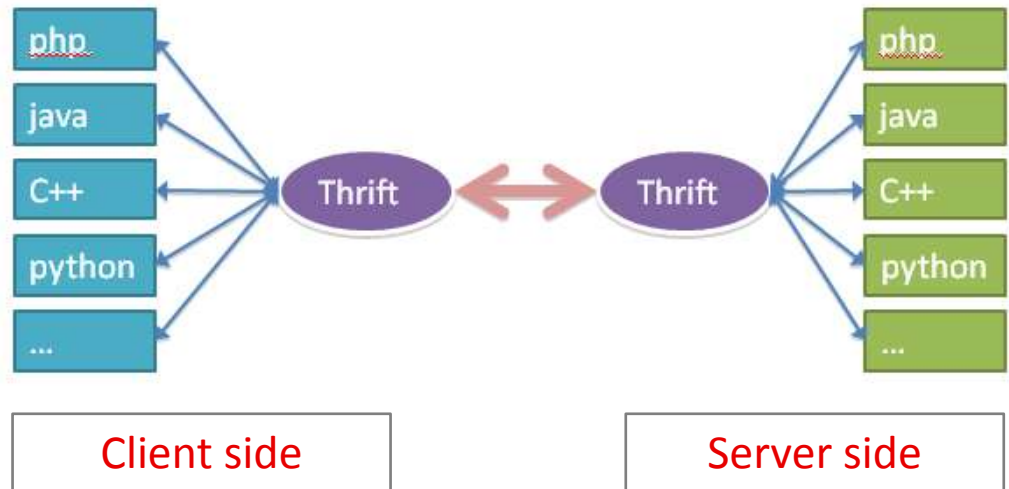 php
java
C++
python
...
Thrift
Thrift
php
java
C++
python
...
Client side
Server side